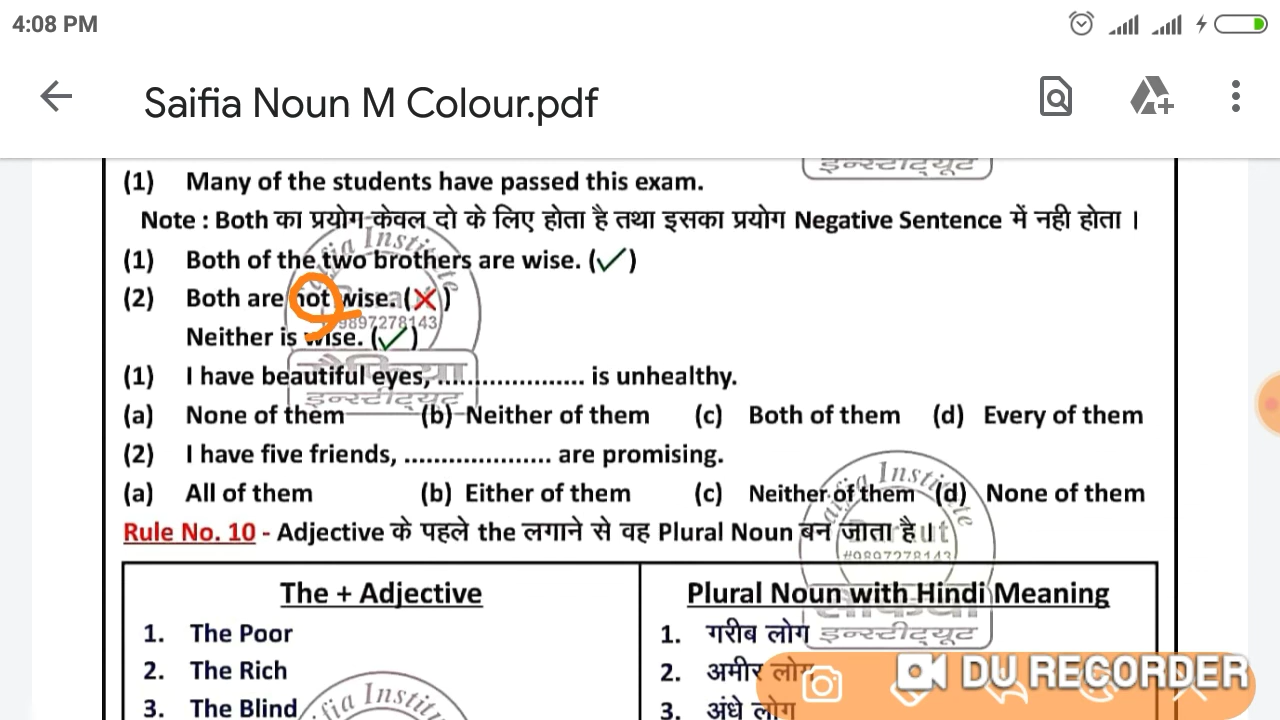 4:08 PM
Saifia Noun M Colour.pdf
इन्स्टीट्यूट
(1) Many of the students have passed this exam.
Note : Both का प्रयोग केवल दो के लिए होता है तथा इसका प्रयोग Negative Sentence में नही होता ।
(1) Both of the two brothers are wise. (✓)
(2) Both are not wise. (✗)
9897278143
Neither is wise. (✓)
सैफिया
(1) I have beautiful eyes, ..................... is unhealthy.
इन्स्टीट्यूट
(a) None of them (b) Neither of them (c) Both of them (d) Every of them
(2) I have five friends, ..................... are promising.
(a) All of them (b) Either of them (c) Neither of them (d) None of them
Rule No. 10 - Adjective के पहले the लगाने से वह Plural Noun बन जाता है।
#9897278143
The + Adjective Plural Noun with Hindi Meaning
1. The Poor 1. गरीब लोग
इन्स्टीट्यूट
2. The Rich 2. अमीर लोग
DU RECORDER
3. The Blind 3. अंधे लोग